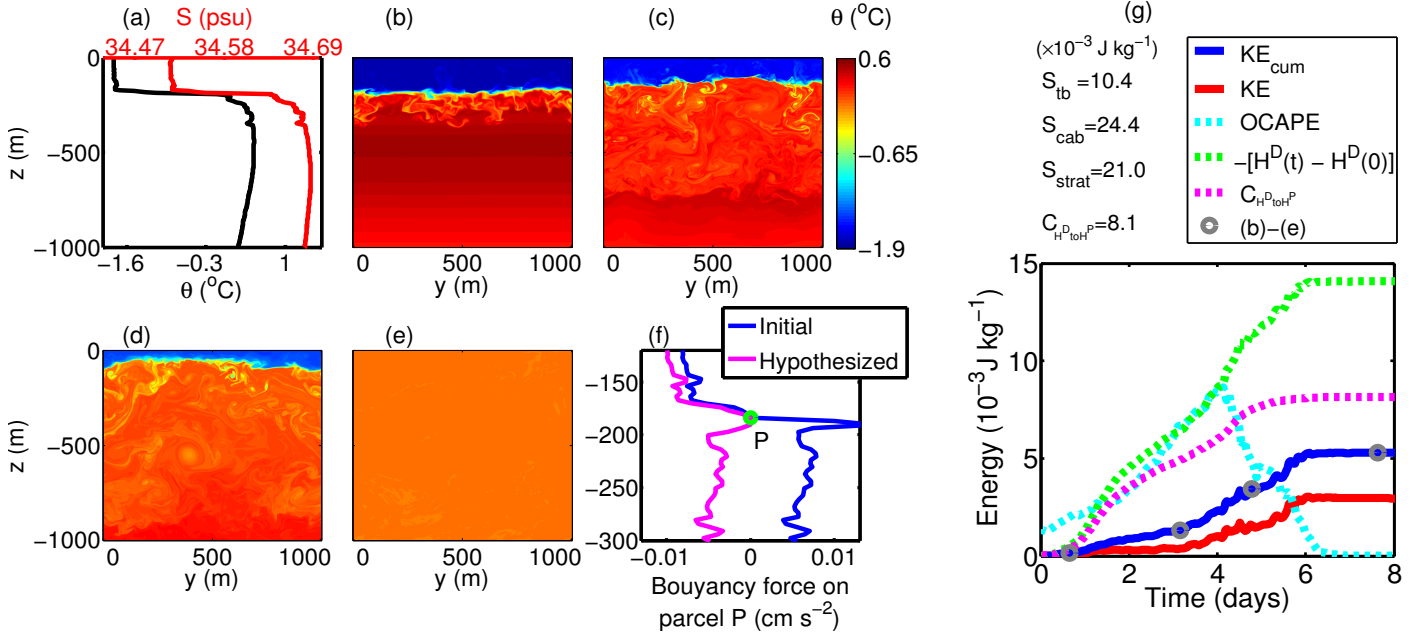 (a)
S (psu)
34.47 34.58 34.69
0
−500
−1000
z (m)
−1.6 −0.3 1
θ (°C)
(b)
0 500 1000
y (m)
(c)
0 500 1000
y (m)
θ (°C)
0.6
−0.65
−1.9
(d)
0
−500
−1000
z (m)
0 500 1000
y (m)
(e)
0 500 1000
y (m)
(f)
Initial
Hypothesized
−150
−200
−250
−300
P
−0.01 0 0.01
Bouyancy force on
parcel P (cm s⁻²)
(g)
(×10⁻³ J kg⁻¹)
S_tb=10.4
S_cab=24.4
S_strat=21.0
C_H^D_toH^P=8.1
KE_cum
KE
OCAPE
−[H^D(t) − H^D(0)]
C_H^D_toH^P
(b)−(e)
15
10
5
0
Energy (10⁻³ J kg⁻¹)
0 2 4 6 8
Time (days)